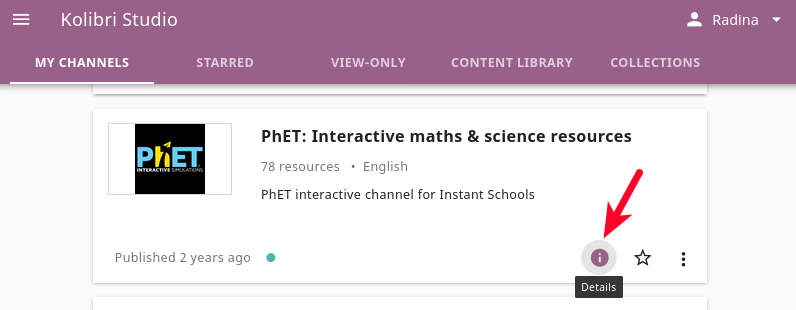 Kolibri Studio
Radina
MY CHANNELS STARRED VIEW-ONLY CONTENT LIBRARY COLLECTIONS
PhET: Interactive maths & science resources
PhET
INTERACTIVE SIMULATIONS
78 resources • English
PhET interactive channel for Instant Schools
Published 2 years ago
Details